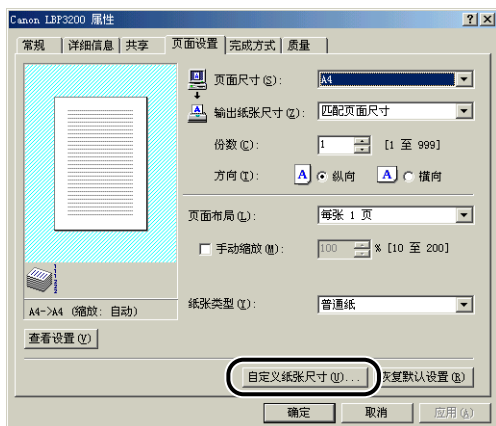 Canon LBP3200 属性
常规 详细信息 共享 页面设置 完成方式 质量
页面尺寸(S): A4
输出纸张尺寸(Z): 匹配页面尺寸
份数(C): 1 [1 至 999]
方向(T): A 纵向 A 横向
页面布局(L): 每张 1 页
手动缩放(M): 100 % [10 至 200]
A4->A4 (缩放: 自动)
纸张类型(Y): 普通纸
查看设置(V)
自定义纸张尺寸(U)... 恢复默认设置(R)
确定 取消 应用(A)